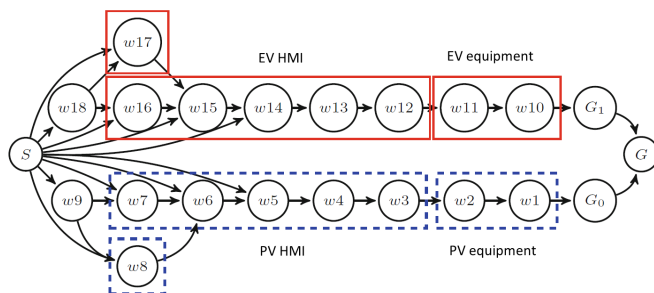 w17
EV HMI
EV equipment
w18 w16 w15 w14 w13 w12 w11 w10 G₁
S G
w9 w7 w6 w5 w4 w3 w2 w1 G₀
PV HMI
PV equipment
w8